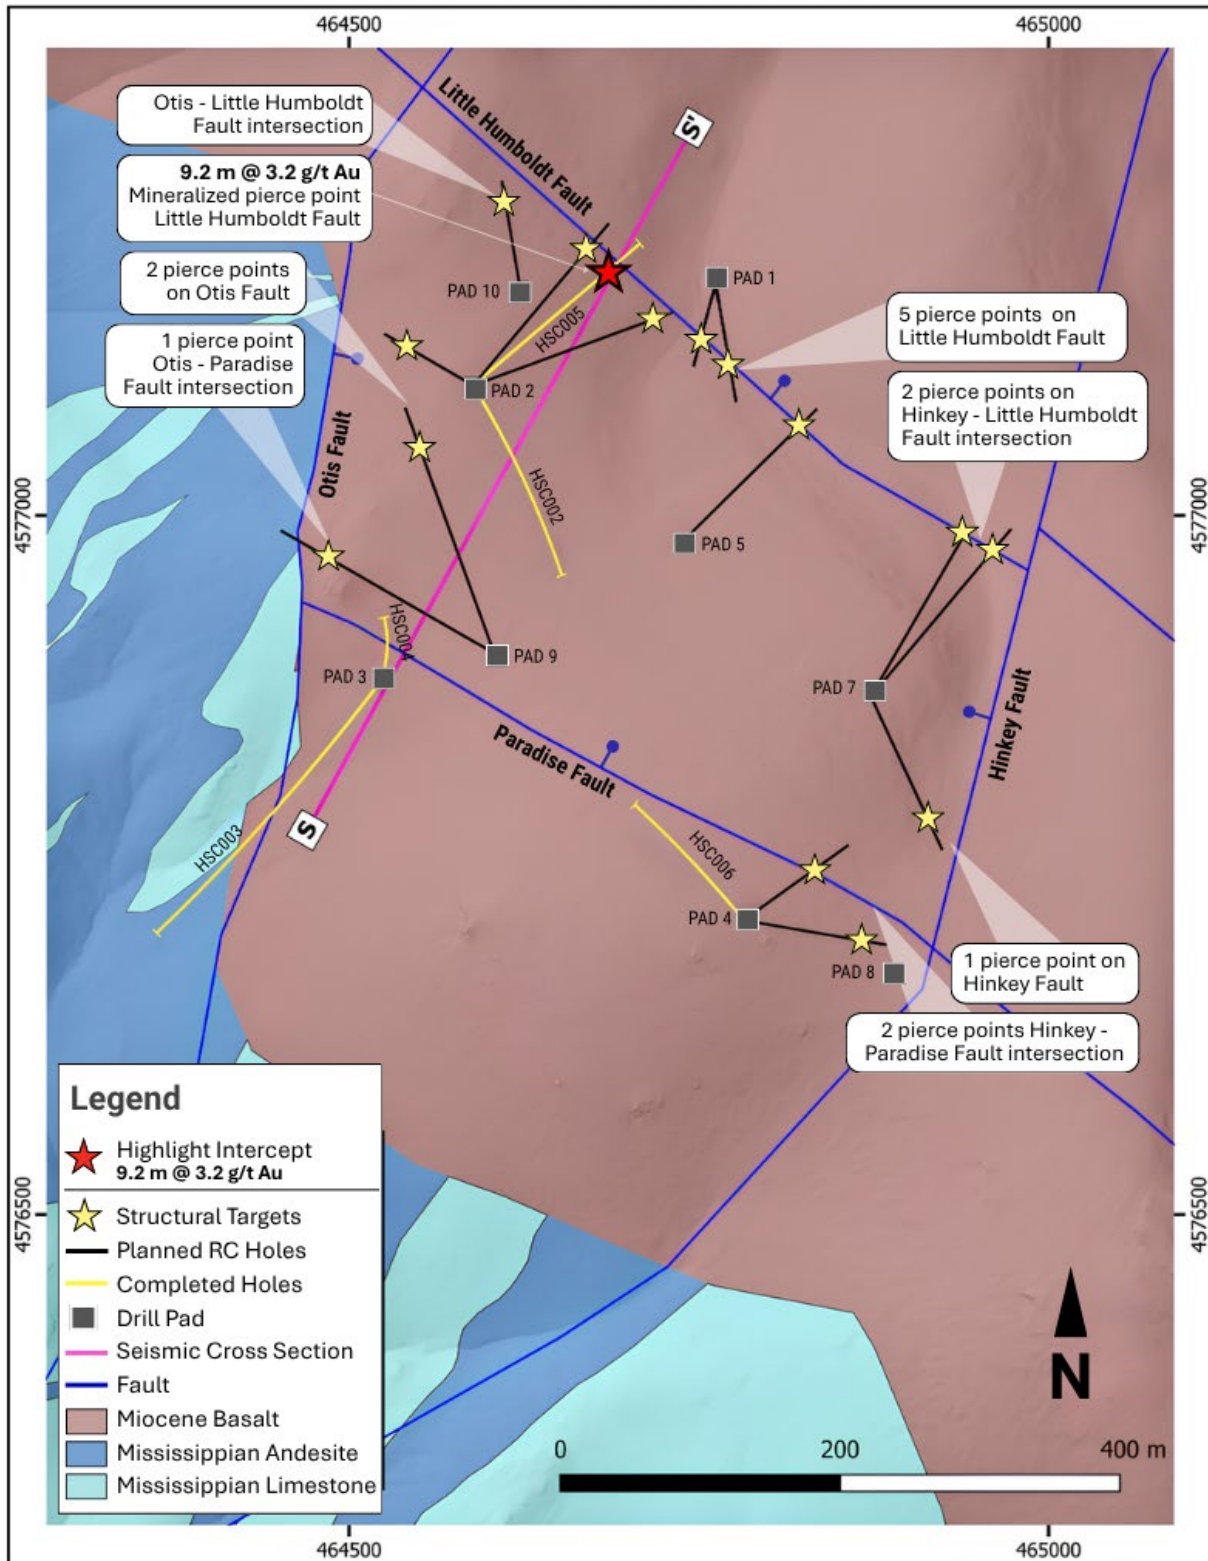 464500
465000
Otis - Little Humboldt
Fault intersection
9.2 m @ 3.2 g/t Au
Mineralized pierce point
Little Humboldt Fault
2 pierce points
on Otis Fault
1 pierce point
Otis - Paradise
Fault intersection
Little Humboldt Fault
S'
PAD 10
PAD 1
HSC005
PAD 2
5 pierce points on
Little Humboldt Fault
2 pierce points on
Hinkey - Little Humboldt
Fault intersection
Otis Fault
HSC002
4577000
4577000
PAD 5
HSC004
PAD 9
PAD 3
PAD 7
Paradise Fault
Hinkey Fault
S
HSC003
HSC006
PAD 4
PAD 8
1 pierce point on
Hinkey Fault
2 pierce points Hinkey -
Paradise Fault intersection
Legend
Highlight Intercept
9.2 m @ 3.2 g/t Au
Structural Targets
Planned RC Holes
Completed Holes
Drill Pad
Seismic Cross Section
Fault
Miocene Basalt
Mississippian Andesite
Mississippian Limestone
4576500
4576500
N
0 200 400 m
464500
465000